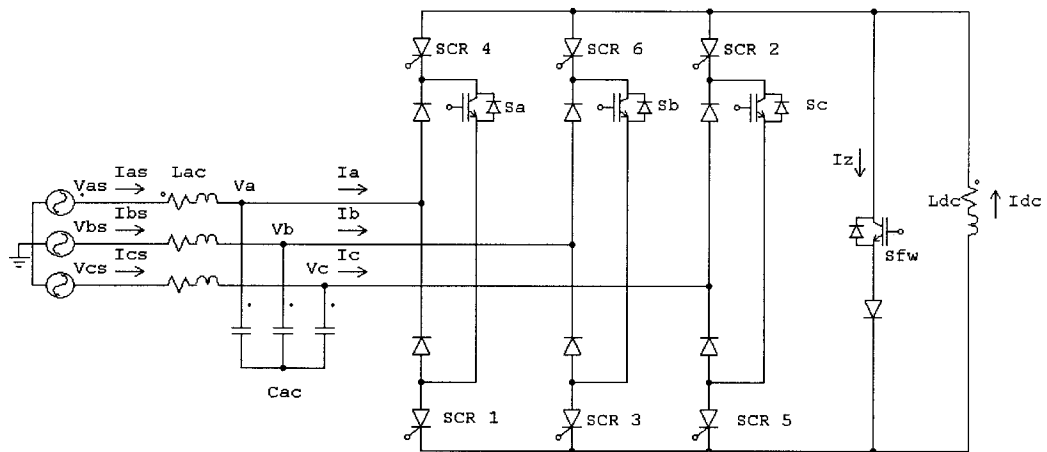 SCR 4
SCR 6
SCR 2
Sa
Sb
Sc
Ias
Lac
Iz
Vas
Va
Ia
Ldc
Idc
Ibs
Vbs
Vb
Ib
Sfw
Ics
Vcs
Vc
Ic
Cac
SCR 1
SCR 3
SCR 5